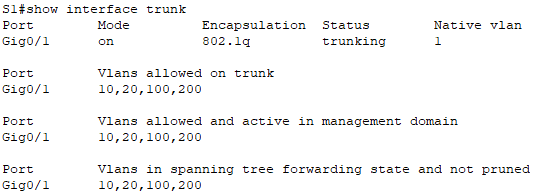 S1#show interface trunk
Port        Mode         Encapsulation  Status        Native vlan
Gig0/1      on           802.1q         trunking      1
Port        Vlans allowed on trunk
Gig0/1      10,20,100,200
Port        Vlans allowed and active in management domain
Gig0/1      10,20,100,200
Port        Vlans in spanning tree forwarding state and not pruned
Gig0/1      10,20,100,200